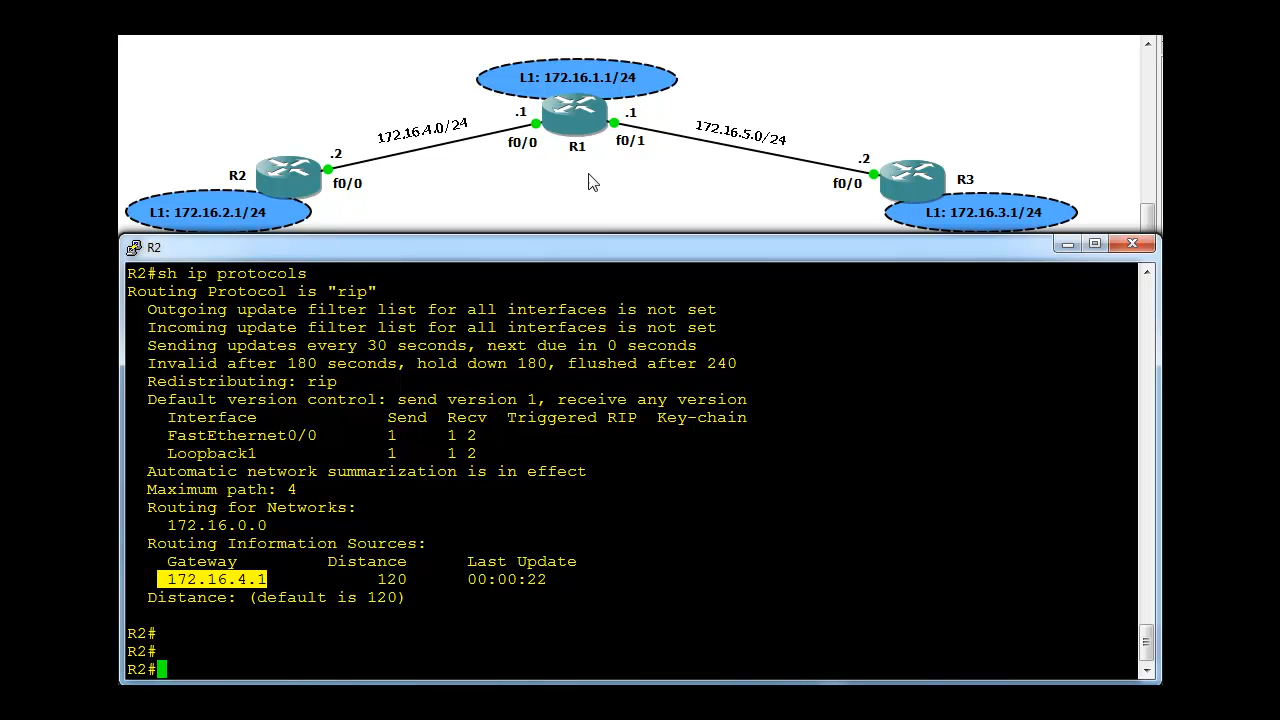 L1: 172.16.1.1/24
.1
.1
172.16.4.0/24
172.16.5.0/24
f0/0
R1
f0/1
.2
.2
R2
f0/0
f0/0
R3
L1: 172.16.2.1/24
L1: 172.16.3.1/24
R2
R2#sh ip protocols
Routing Protocol is "rip"
Outgoing update filter list for all interfaces is not set
Incoming update filter list for all interfaces is not set
Sending updates every 30 seconds, next due in 0 seconds
Invalid after 180 seconds, hold down 180, flushed after 240
Redistributing: rip
Default version control: send version 1, receive any version
Interface Send Recv Triggered RIP Key-chain
FastEthernet0/0 1 1 2
Loopback1 1 1 2
Automatic network summarization is in effect
Maximum path: 4
Routing for Networks:
172.16.0.0
Routing Information Sources:
Gateway Distance Last Update
172.16.4.1 120 00:00:22
Distance: (default is 120)
R2#
R2#
R2#